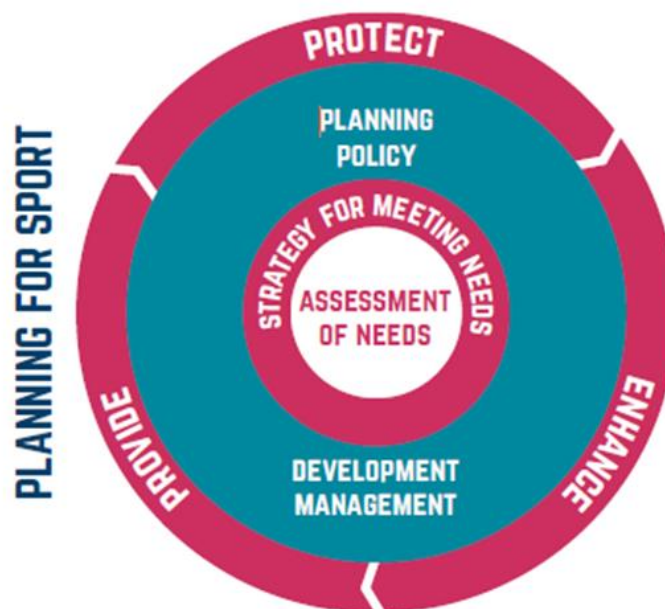 PLANNING FOR SPORT
PROTECT
PLANNING
POLICY
STRATEGY FOR MEETING NEEDS
ASSESSMENT
OF NEEDS
DEVELOPMENT
MANAGEMENT
PROVIDE
ENHANCE